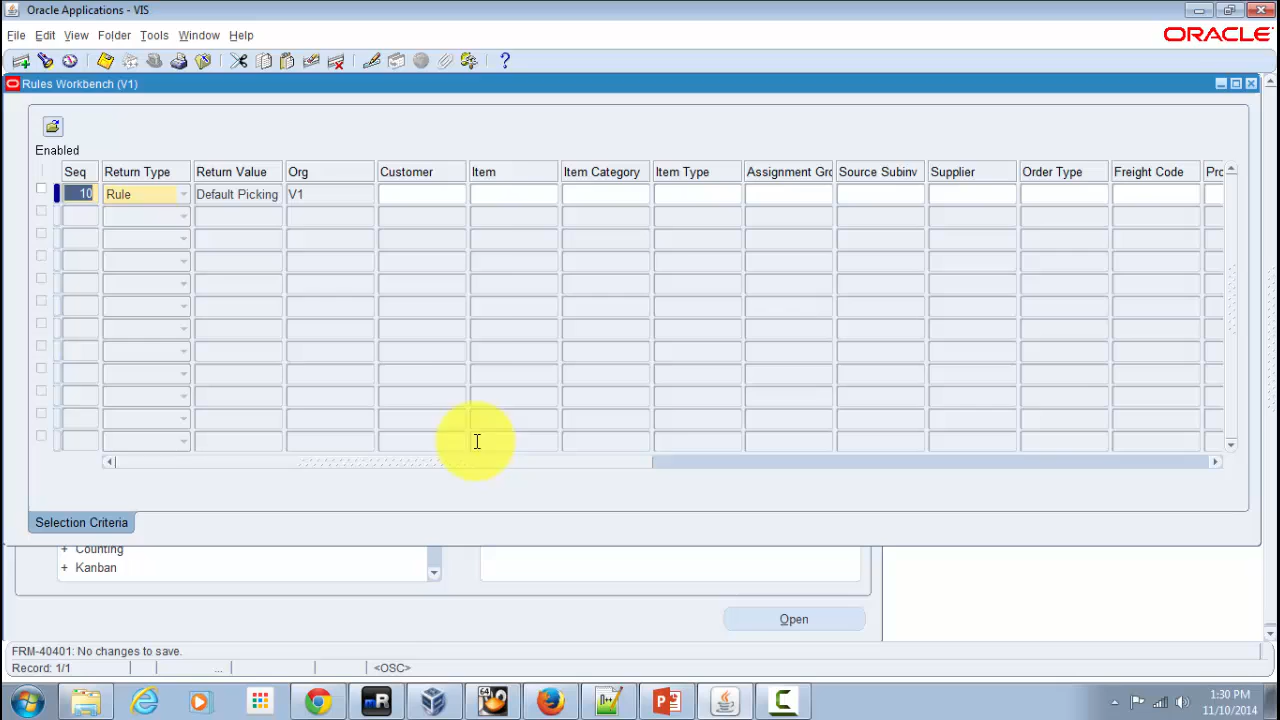 Oracle Applications - VIS
File Edit View Folder Tools Window Help
ORACLE
Rules Workbench (V1)
Enabled
Seq Return Type Return Value Org Customer Item Item Category Item Type Assignment Gro Source Subinv Supplier Order Type Freight Code Pro
10 Rule Default Picking V1
Selection Criteria
+ Counting
+ Kanban
Open
FRM-40401: No changes to save.
Record: 1/1 ... <OSC>
1:30 PM
11/10/2014